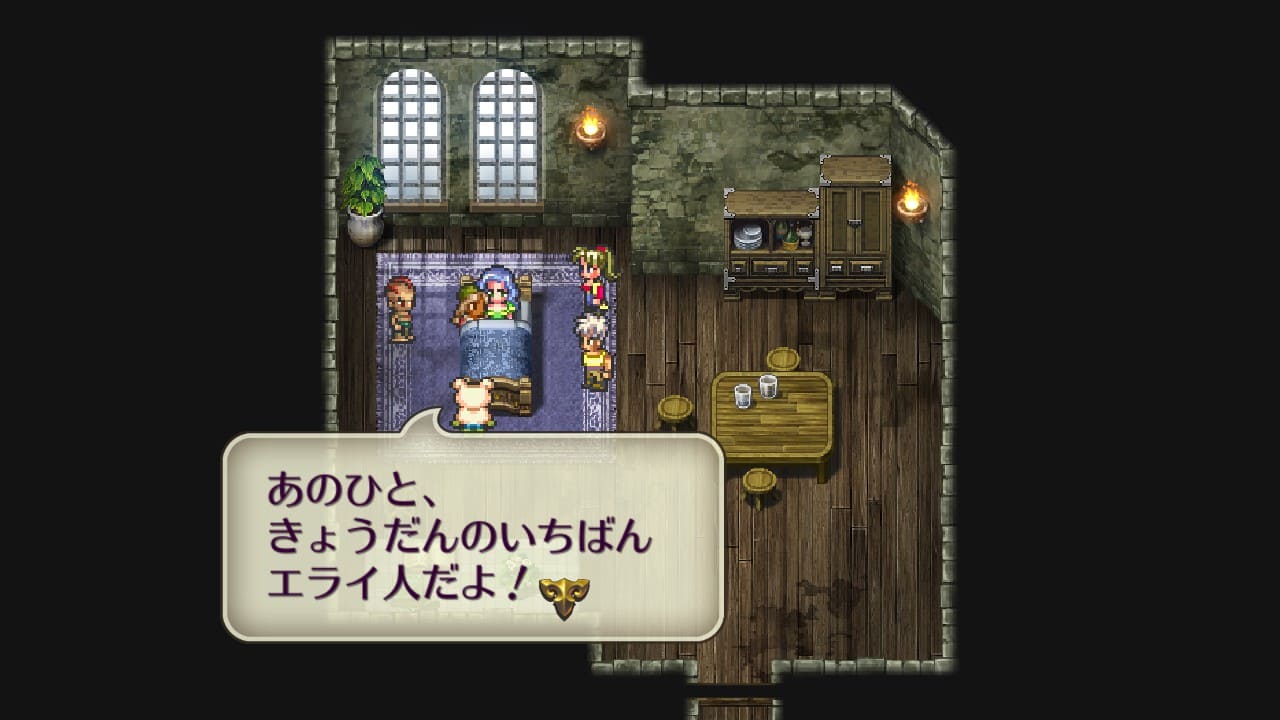 あのひと、
きょうだんのいちばん
エライ人だよ！